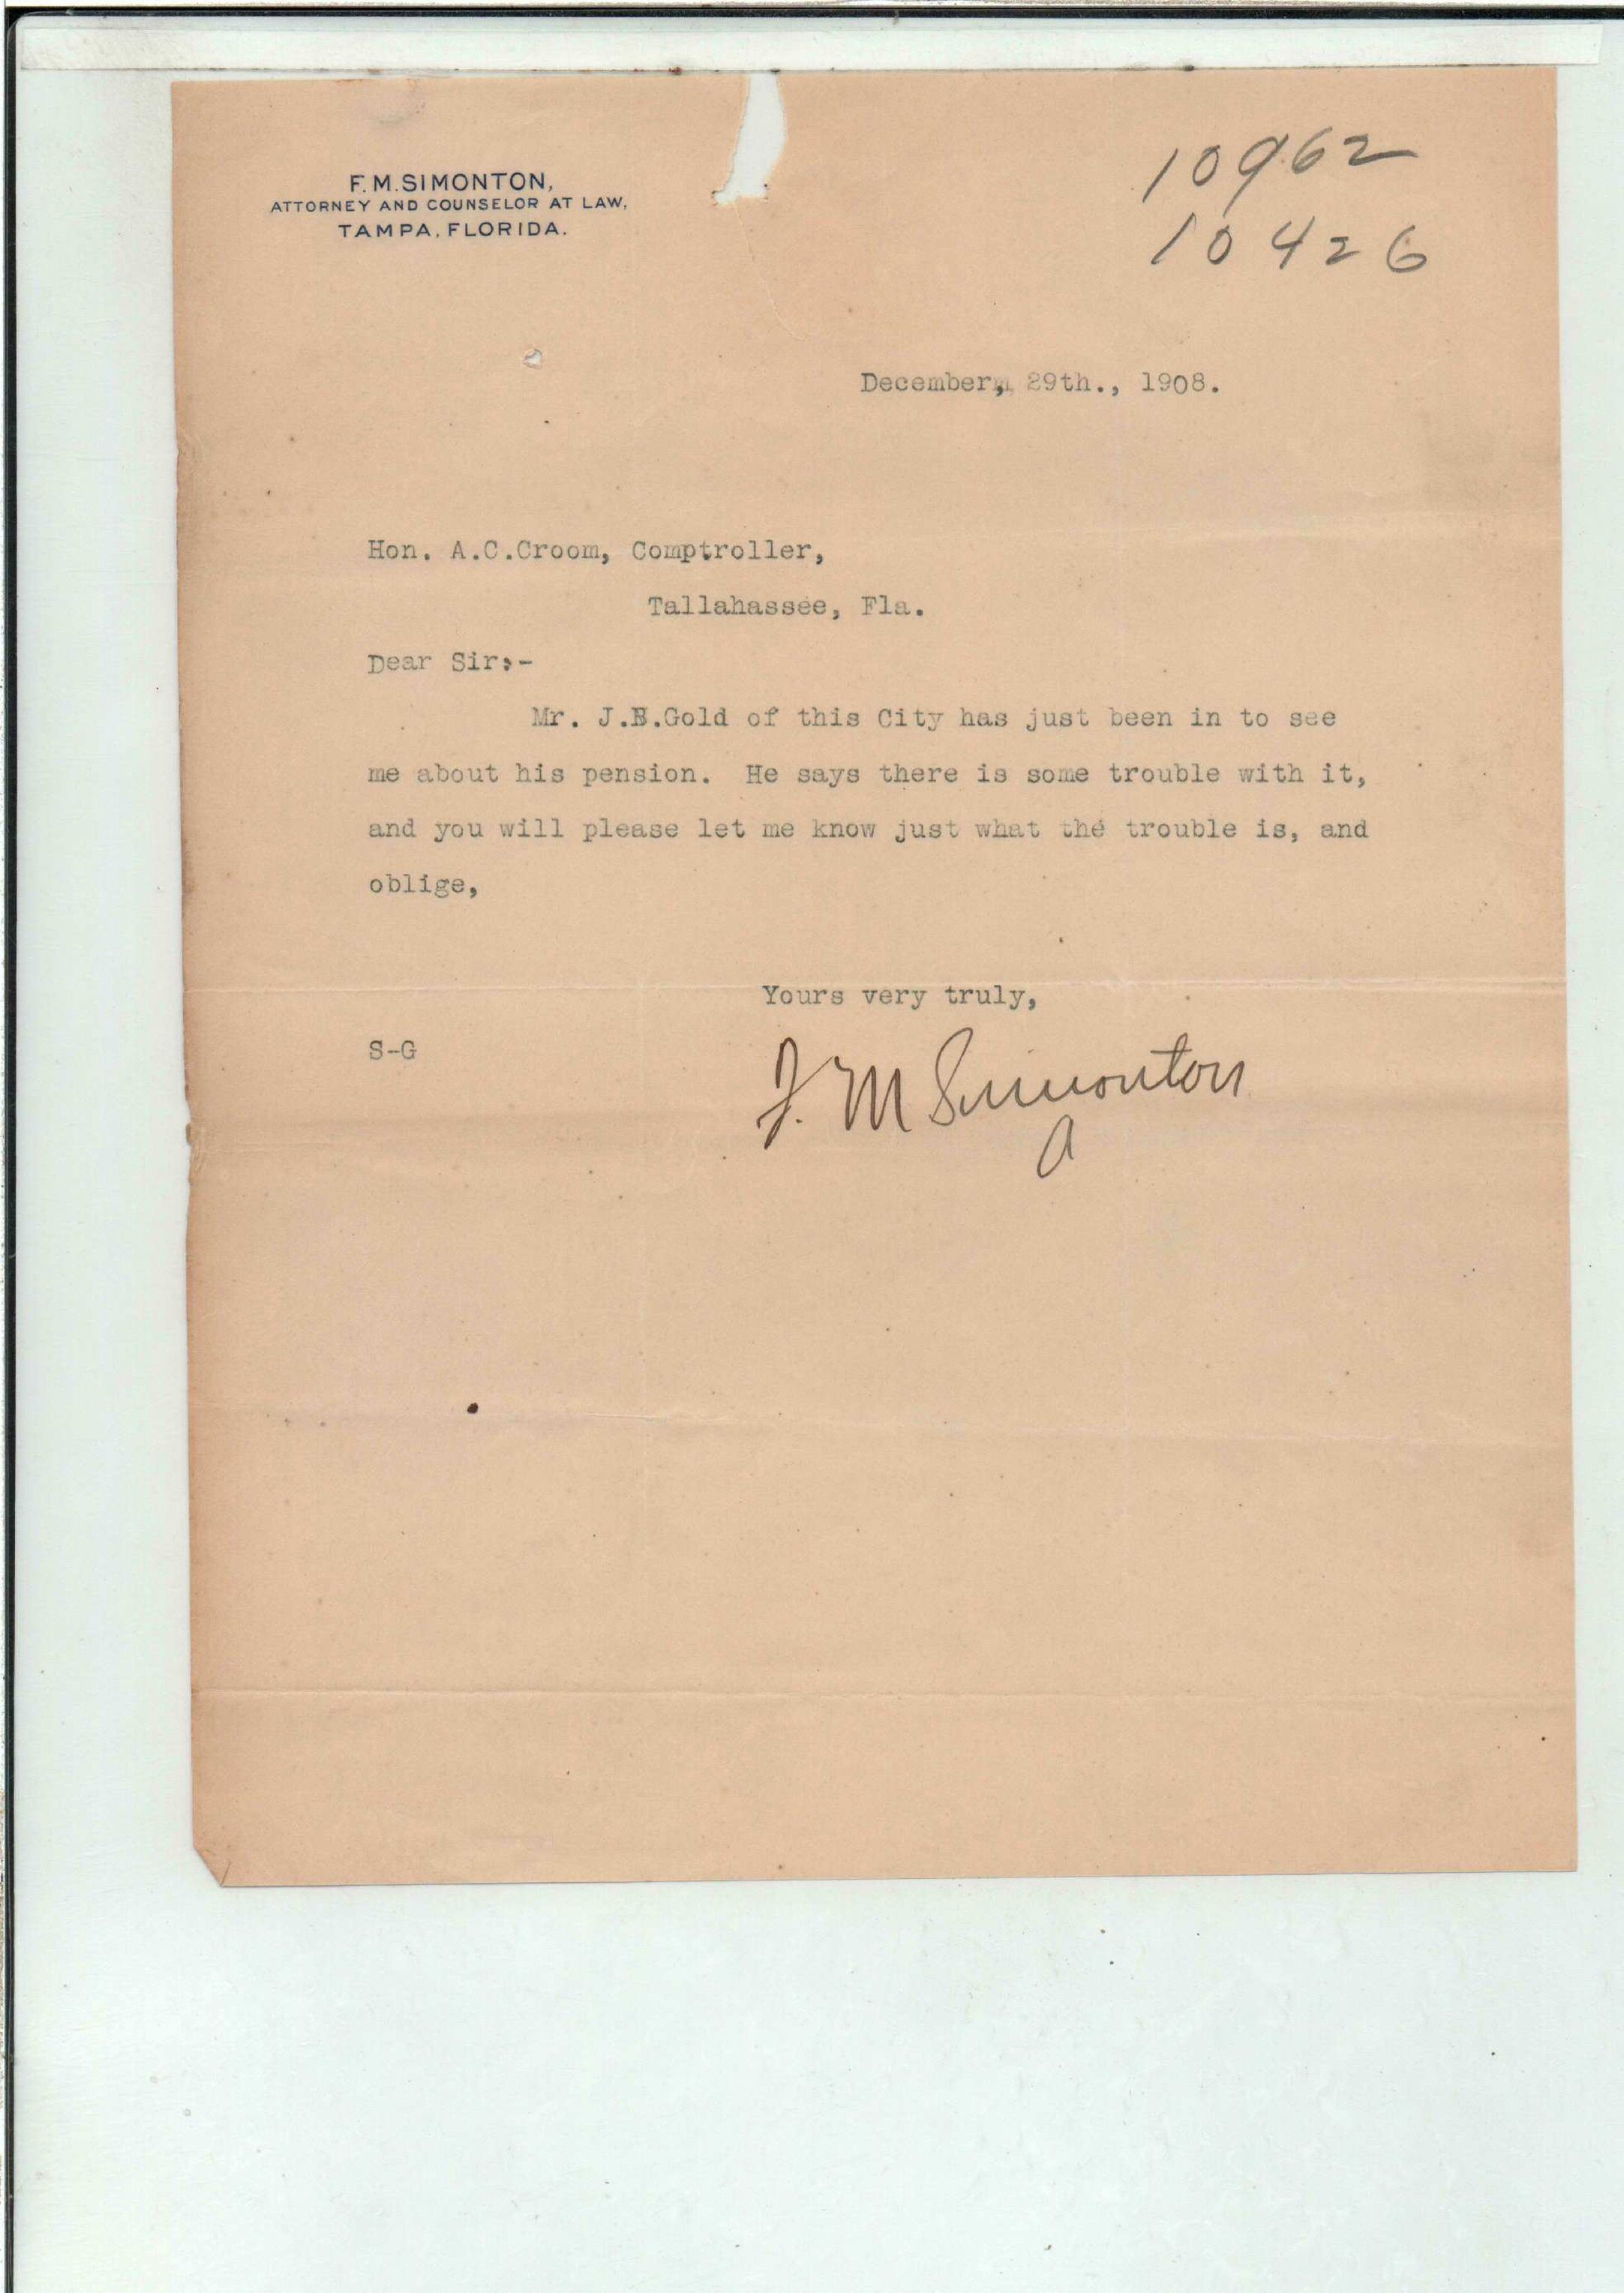 F. M. SIMONTON,
ATTORNEY AND COUNSELOR AT LAW,
TAMPA, FLORIDA.
10962
10426
December, 29th., 1908.
Hon. A.C.Croom, Comptroller,
Tallahassee, Fla.
Dear Sir:-
Mr. J.B.Gold of this City has just been in to see
me about his pension. He says there is some trouble with it,
and you will please let me know just what the trouble is, and
oblige,
Yours very truly,
S-G
F. M Simonton